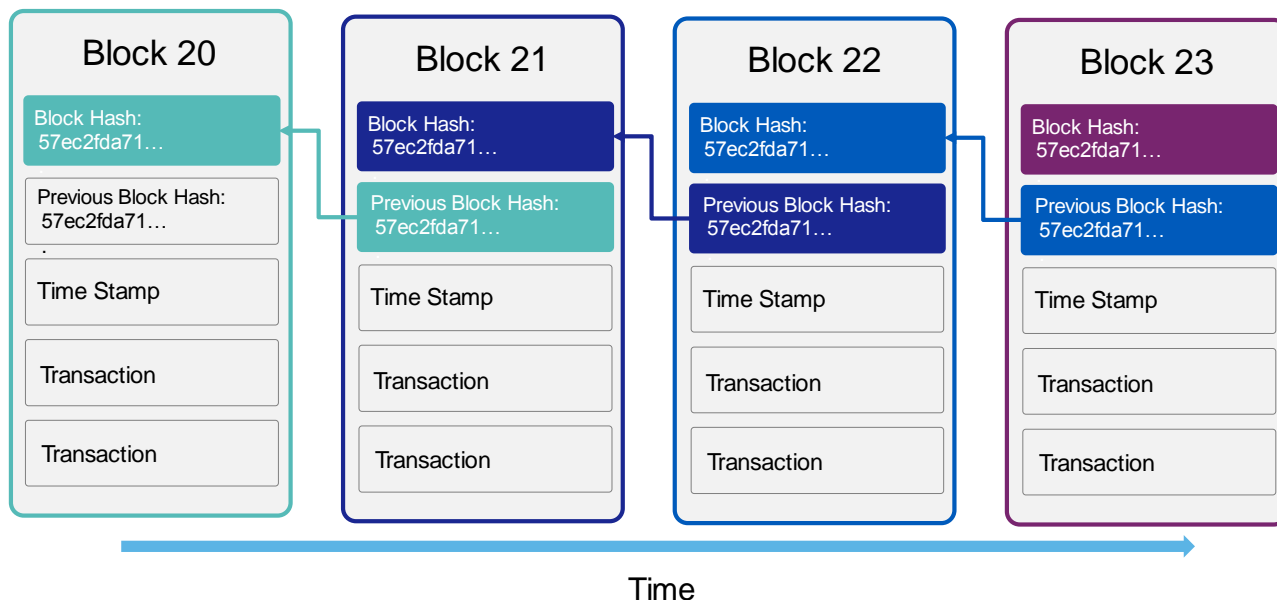 Block 20
Block Hash:
57ec2fda71…
Previous Block Hash:
57ec2fda71…
.
Time Stamp
Transaction
Transaction
Block 21
Block Hash:
57ec2fda71…
Previous Block Hash:
57ec2fda71…
Time Stamp
Transaction
Transaction
Block 22
Block Hash:
57ec2fda71…
Previous Block Hash:
57ec2fda71…
Time Stamp
Transaction
Transaction
Block 23
Block Hash:
57ec2fda71…
Previous Block Hash:
57ec2fda71…
Time Stamp
Transaction
Transaction
Time